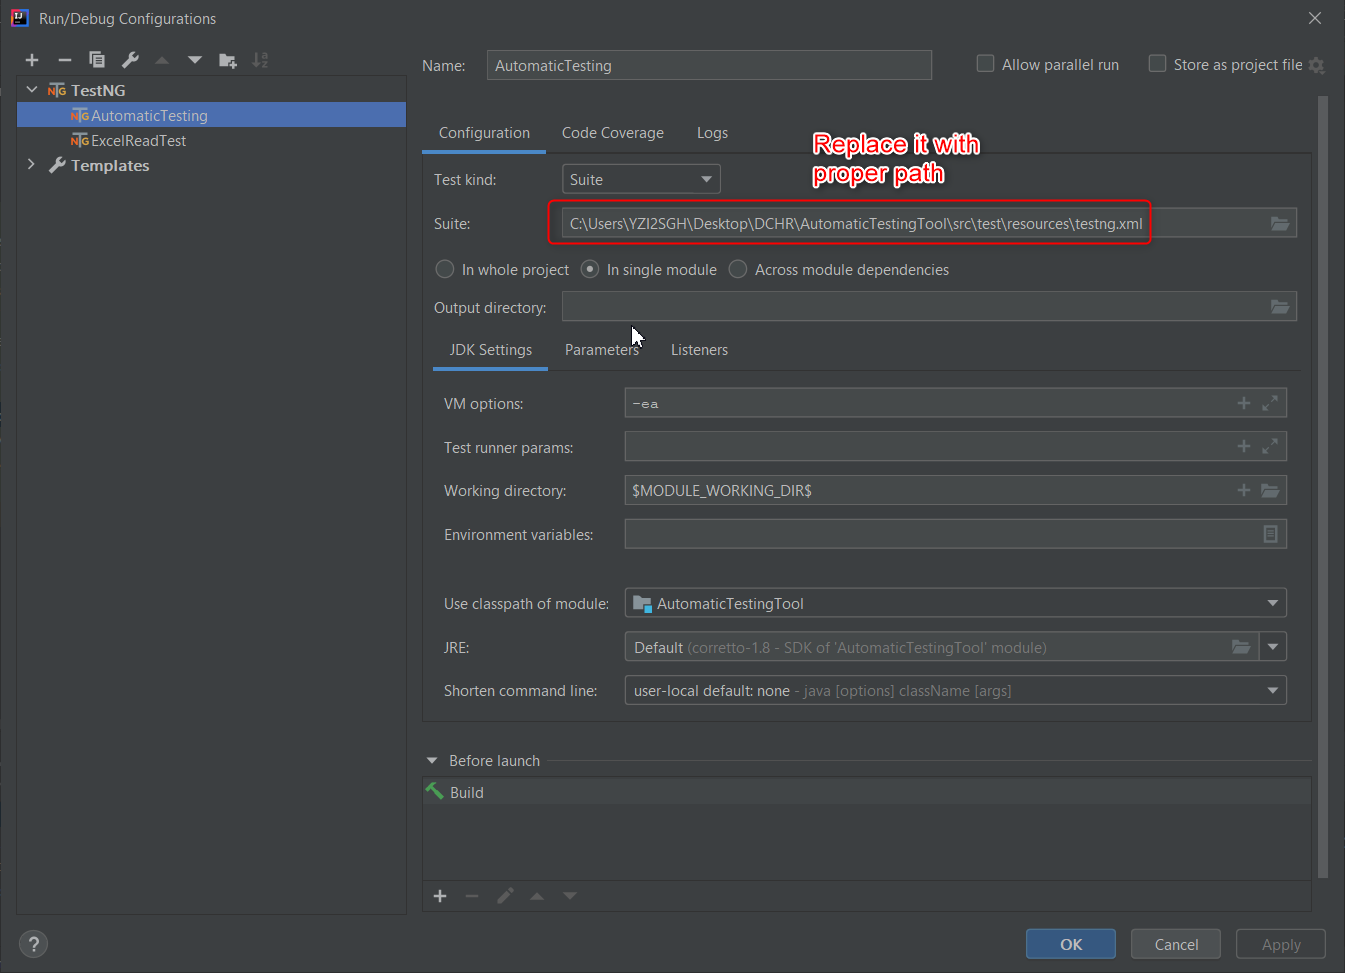 Run/Debug Configurations
Name: AutomaticTesting
Allow parallel run
Store as project file
TestNG
AutomaticTesting
ExcelReadTest
Templates
Configuration Code Coverage Logs
Replace it with
proper path
Test kind: Suite
Suite: C:\Users\YZI2SGH\Desktop\DCHR\AutomaticTestingTool\src\test\resources\testng.xml
In whole project In single module Across module dependencies
Output directory:
JDK Settings Parameters Listeners
VM options: -ea
Test runner params:
Working directory: $MODULE_WORKING_DIR$
Environment variables:
Use classpath of module: AutomaticTestingTool
JRE: Default (corretto-1.8 - SDK of 'AutomaticTestingTool' module)
Shorten command line: user-local default: none - java [options] className [args]
Before launch
Build
? OK Cancel Apply